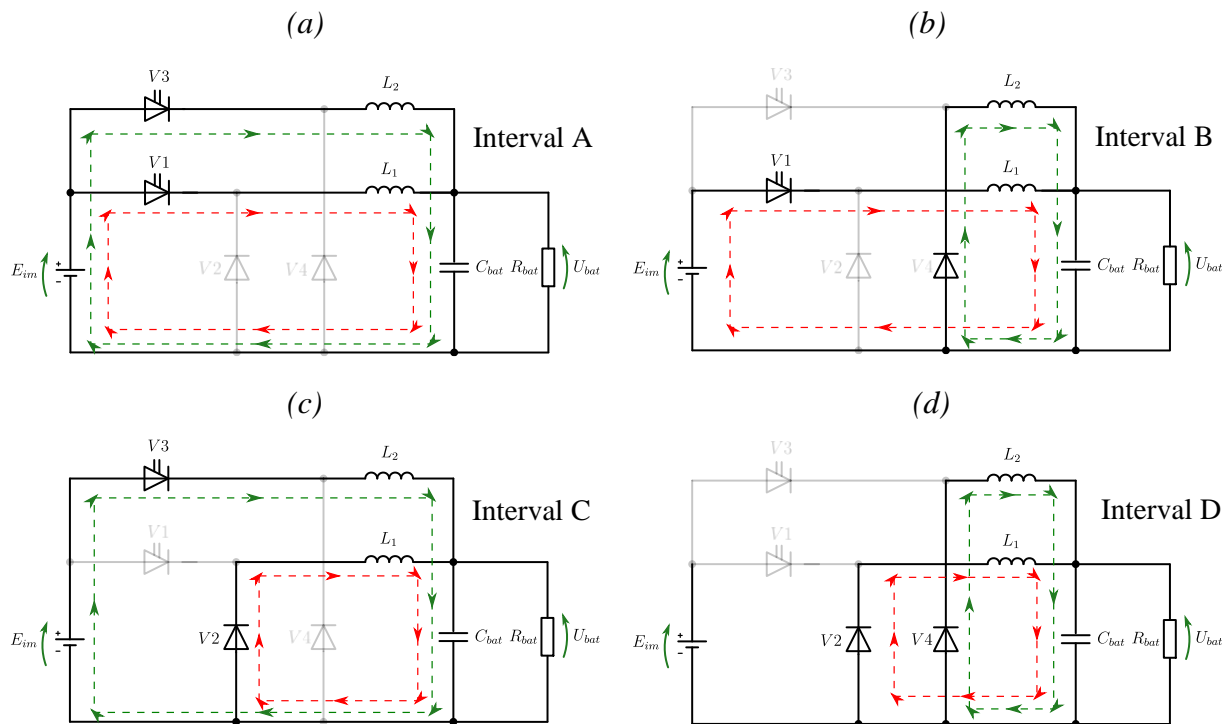 (a)
V3
L2
Interval A
V1
L1
Eim
+
-
V2
V4
Cbat
Rbat
Ubat
(b)
V3
L2
Interval B
V1
L1
Eim
+
-
V2
V4
Cbat
Rbat
Ubat
(c)
V3
L2
Interval C
V1
L1
Eim
+
-
V2
V4
Cbat
Rbat
Ubat
(d)
V3
L2
Interval D
V1
L1
Eim
+
-
V2
V4
Cbat
Rbat
Ubat